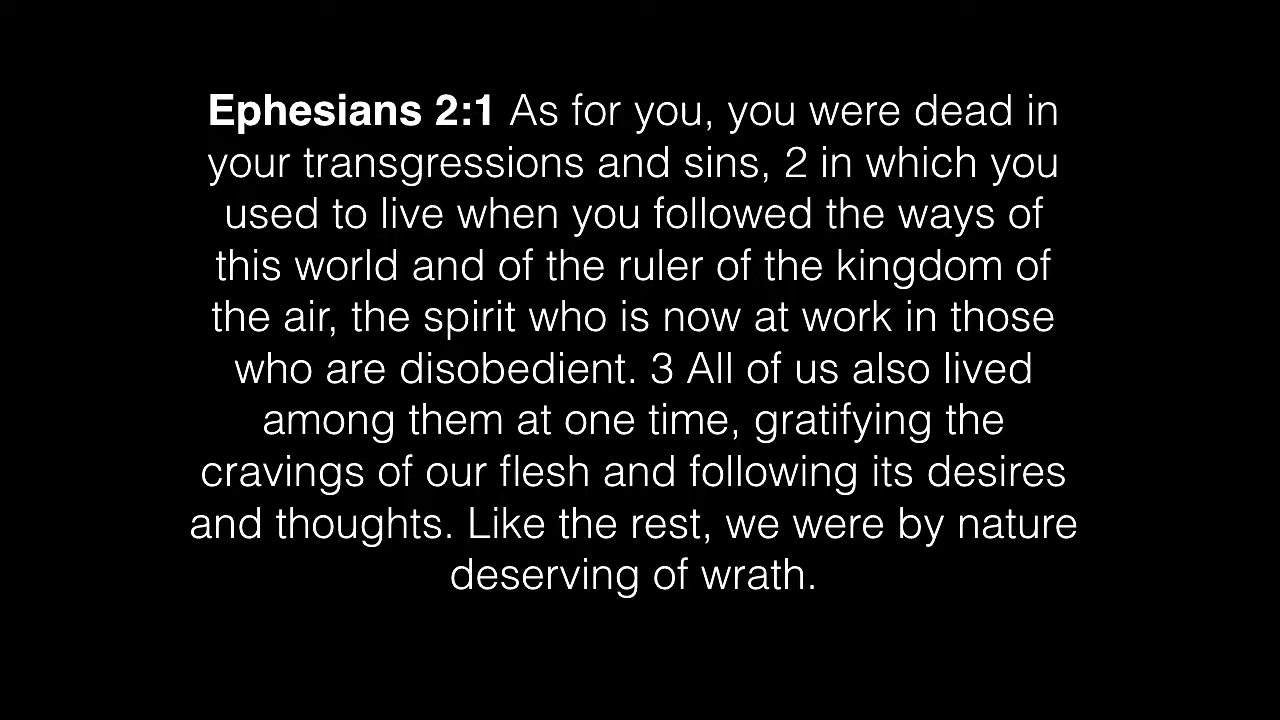 Ephesians 2:1 As for you, you were dead in
your transgressions and sins, 2 in which you
used to live when you followed the ways of
this world and of the ruler of the kingdom of
the air, the spirit who is now at work in those
who are disobedient. 3 All of us also lived
among them at one time, gratifying the
cravings of our flesh and following its desires
and thoughts. Like the rest, we were by nature
deserving of wrath.